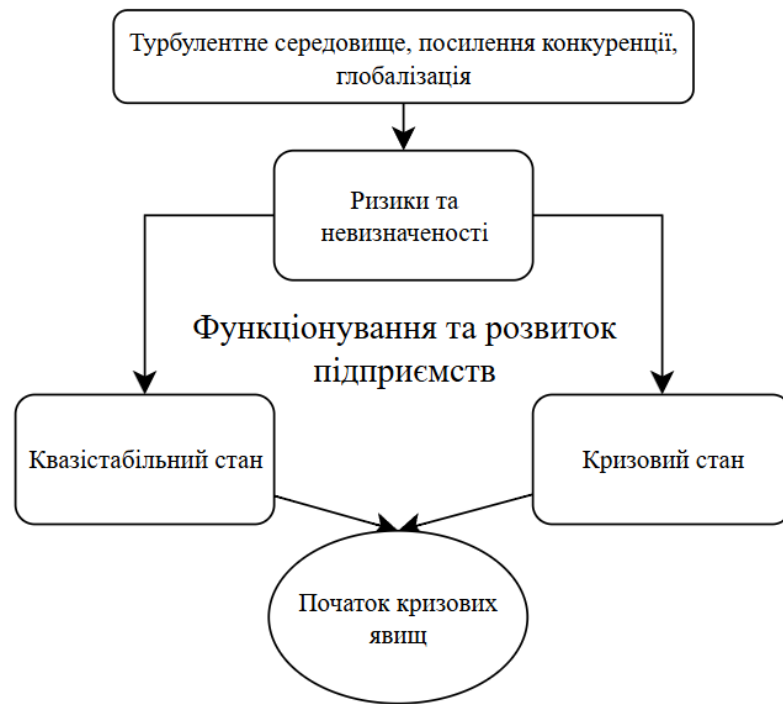 Турбулентне середовище, посилення конкуренції,
глобалізація
Ризики та
невизначеності
Функціонування та розвиток
підприємств
Квазістабільний стан
Кризовий стан
Початок кризових
явищ